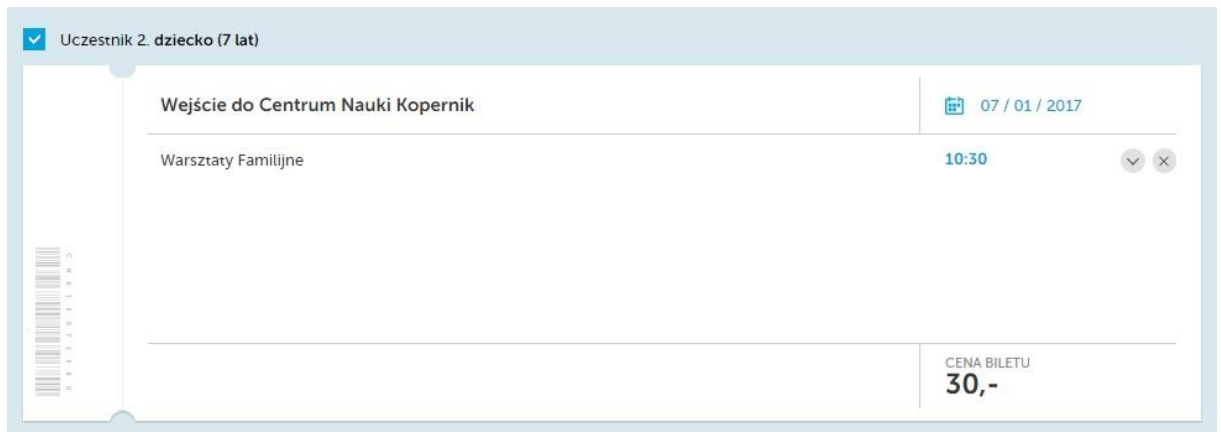 Uczestnik 2. dziecko (7 lat)
Wejście do Centrum Nauki Kopernik
07 / 01 / 2017
Warsztaty Familijne
10:30
CENA BILETU
30,-